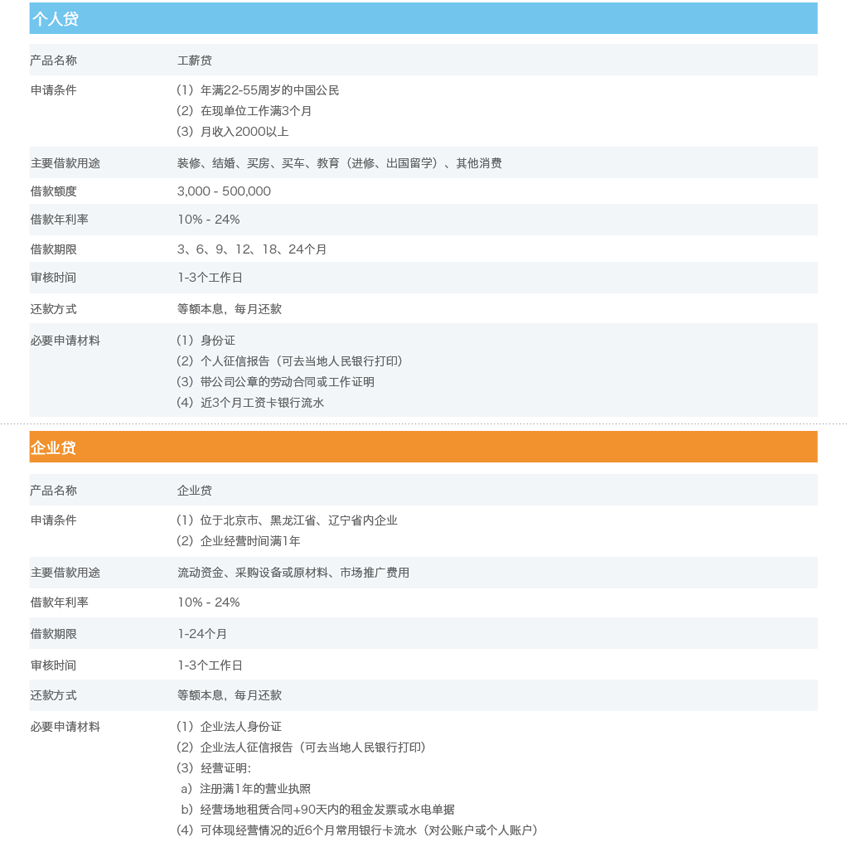 个人贷
产品名称 工薪贷
申请条件 （1）年满22-55周岁的中国公民
（2）在现单位工作满3个月
（3）月收入2000以上
主要借款用途 装修、结婚、买房、买车、教育（进修、出国留学）、其他消费
借款额度 3,000 - 500,000
借款年利率 10% - 24%
借款期限 3、6、9、12、18、24个月
审核时间 1-3个工作日
还款方式 等额本息，每月还款
必要申请材料 （1）身份证
（2）个人征信报告（可去当地人民银行打印）
（3）带公司公章的劳动合同或工作证明
（4）近3个月工资卡银行流水
企业贷
产品名称 企业贷
申请条件 （1）位于北京市、黑龙江省、辽宁省内企业
（2）企业经营时间满1年
主要借款用途 流动资金、采购设备或原材料、市场推广费用
借款年利率 10% - 24%
借款期限 1-24个月
审核时间 1-3个工作日
还款方式 等额本息，每月还款
必要申请材料 （1）企业法人身份证
（2）企业法人征信报告（可去当地人民银行打印）
（3）经营证明：
a）注册满1年的营业执照
b）经营场地租赁合同+90天内的租金发票或水电单据
（4）可体现经营情况的近6个月常用银行卡流水（对公账户或个人账户）